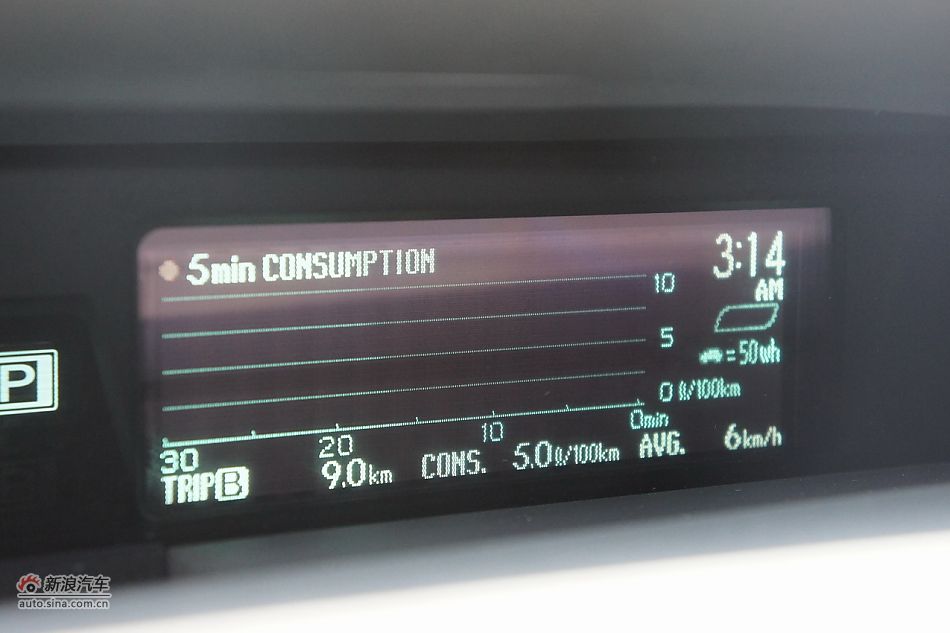 5min CONSUMPTION
3:14
AM
10
5
= 50wh
0 ℓ/100km
0min
10
20
30
TRIP B 9.0km CONS. 5.0ℓ/100km AVG. 6km/h
P
新浪汽车
auto.sina.com.cn